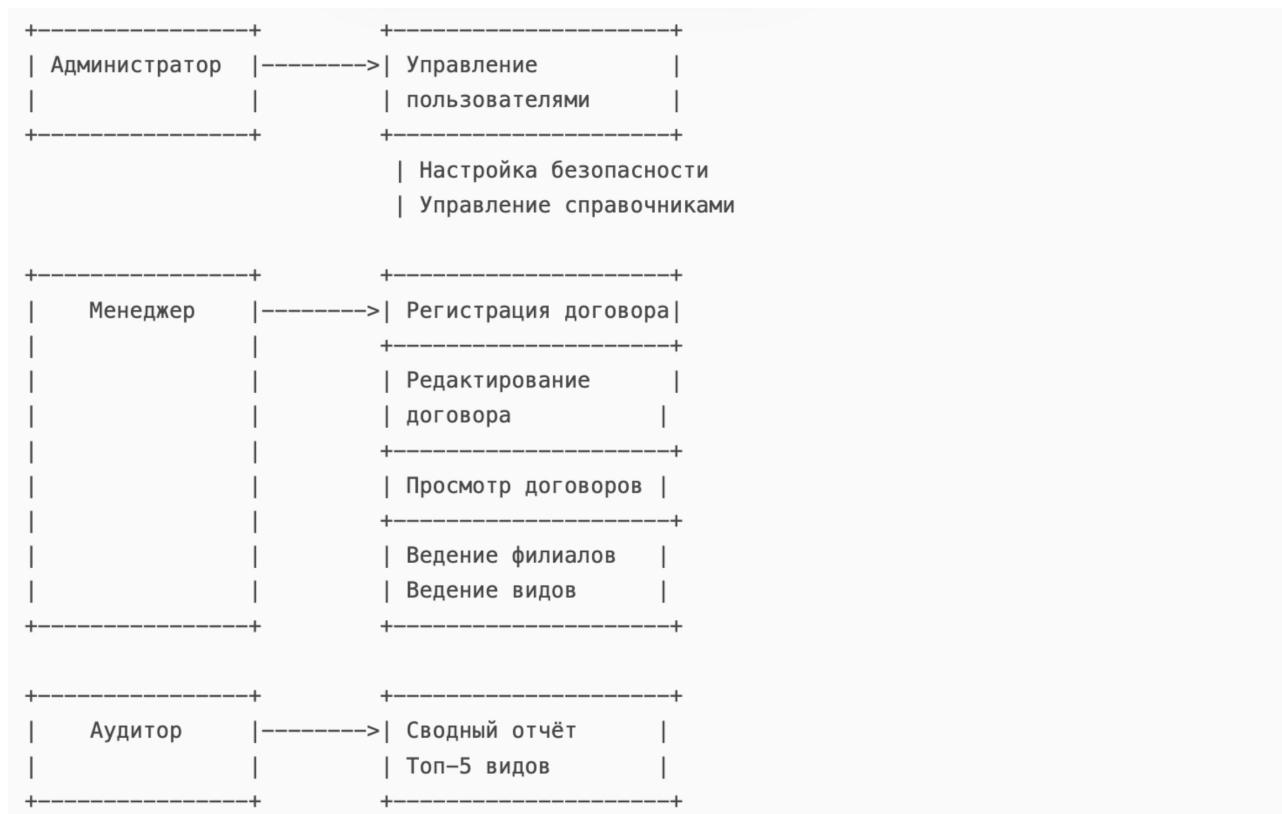 +----------------+         +---------------------+
| Администратор  |-------->| Управление          |
|                |         | пользователями      |
+----------------+         +---------------------+
                            | Настройка безопасности
                            | Управление справочниками

+----------------+         +---------------------+
|    Менеджер    |-------->| Регистрация договора|
|                |         +---------------------+
|                |         | Редактирование      |
|                |         | договора           |
|                |         +---------------------+
|                |         | Просмотр договоров |
|                |         +---------------------+
|                |         | Ведение филиалов   |
|                |         | Ведение видов      |
+----------------+         +---------------------+

+----------------+         +---------------------+
|    Аудитор     |-------->| Сводный отчёт      |
|                |         | Топ-5 видов        |
+----------------+         +---------------------+